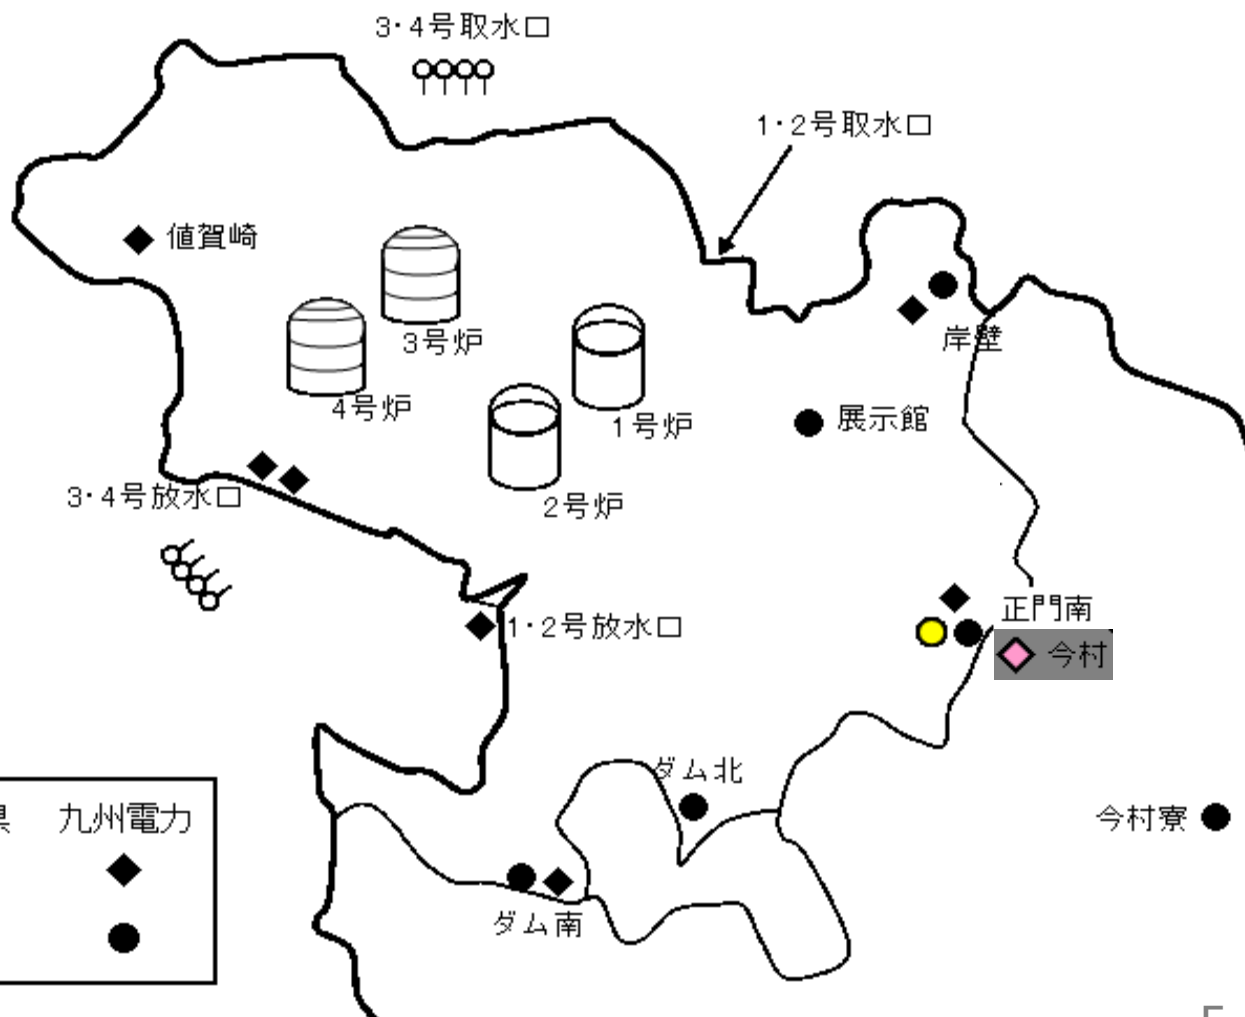 3・4号取水口
1・2号取水口
値賀崎
3号炉
岸壁
4号炉
1号炉
展示館
3・4号放水口
2号炉
正門南
1・2号放水口
今村
ダム北
県 九州電力
今村寮
ダム南